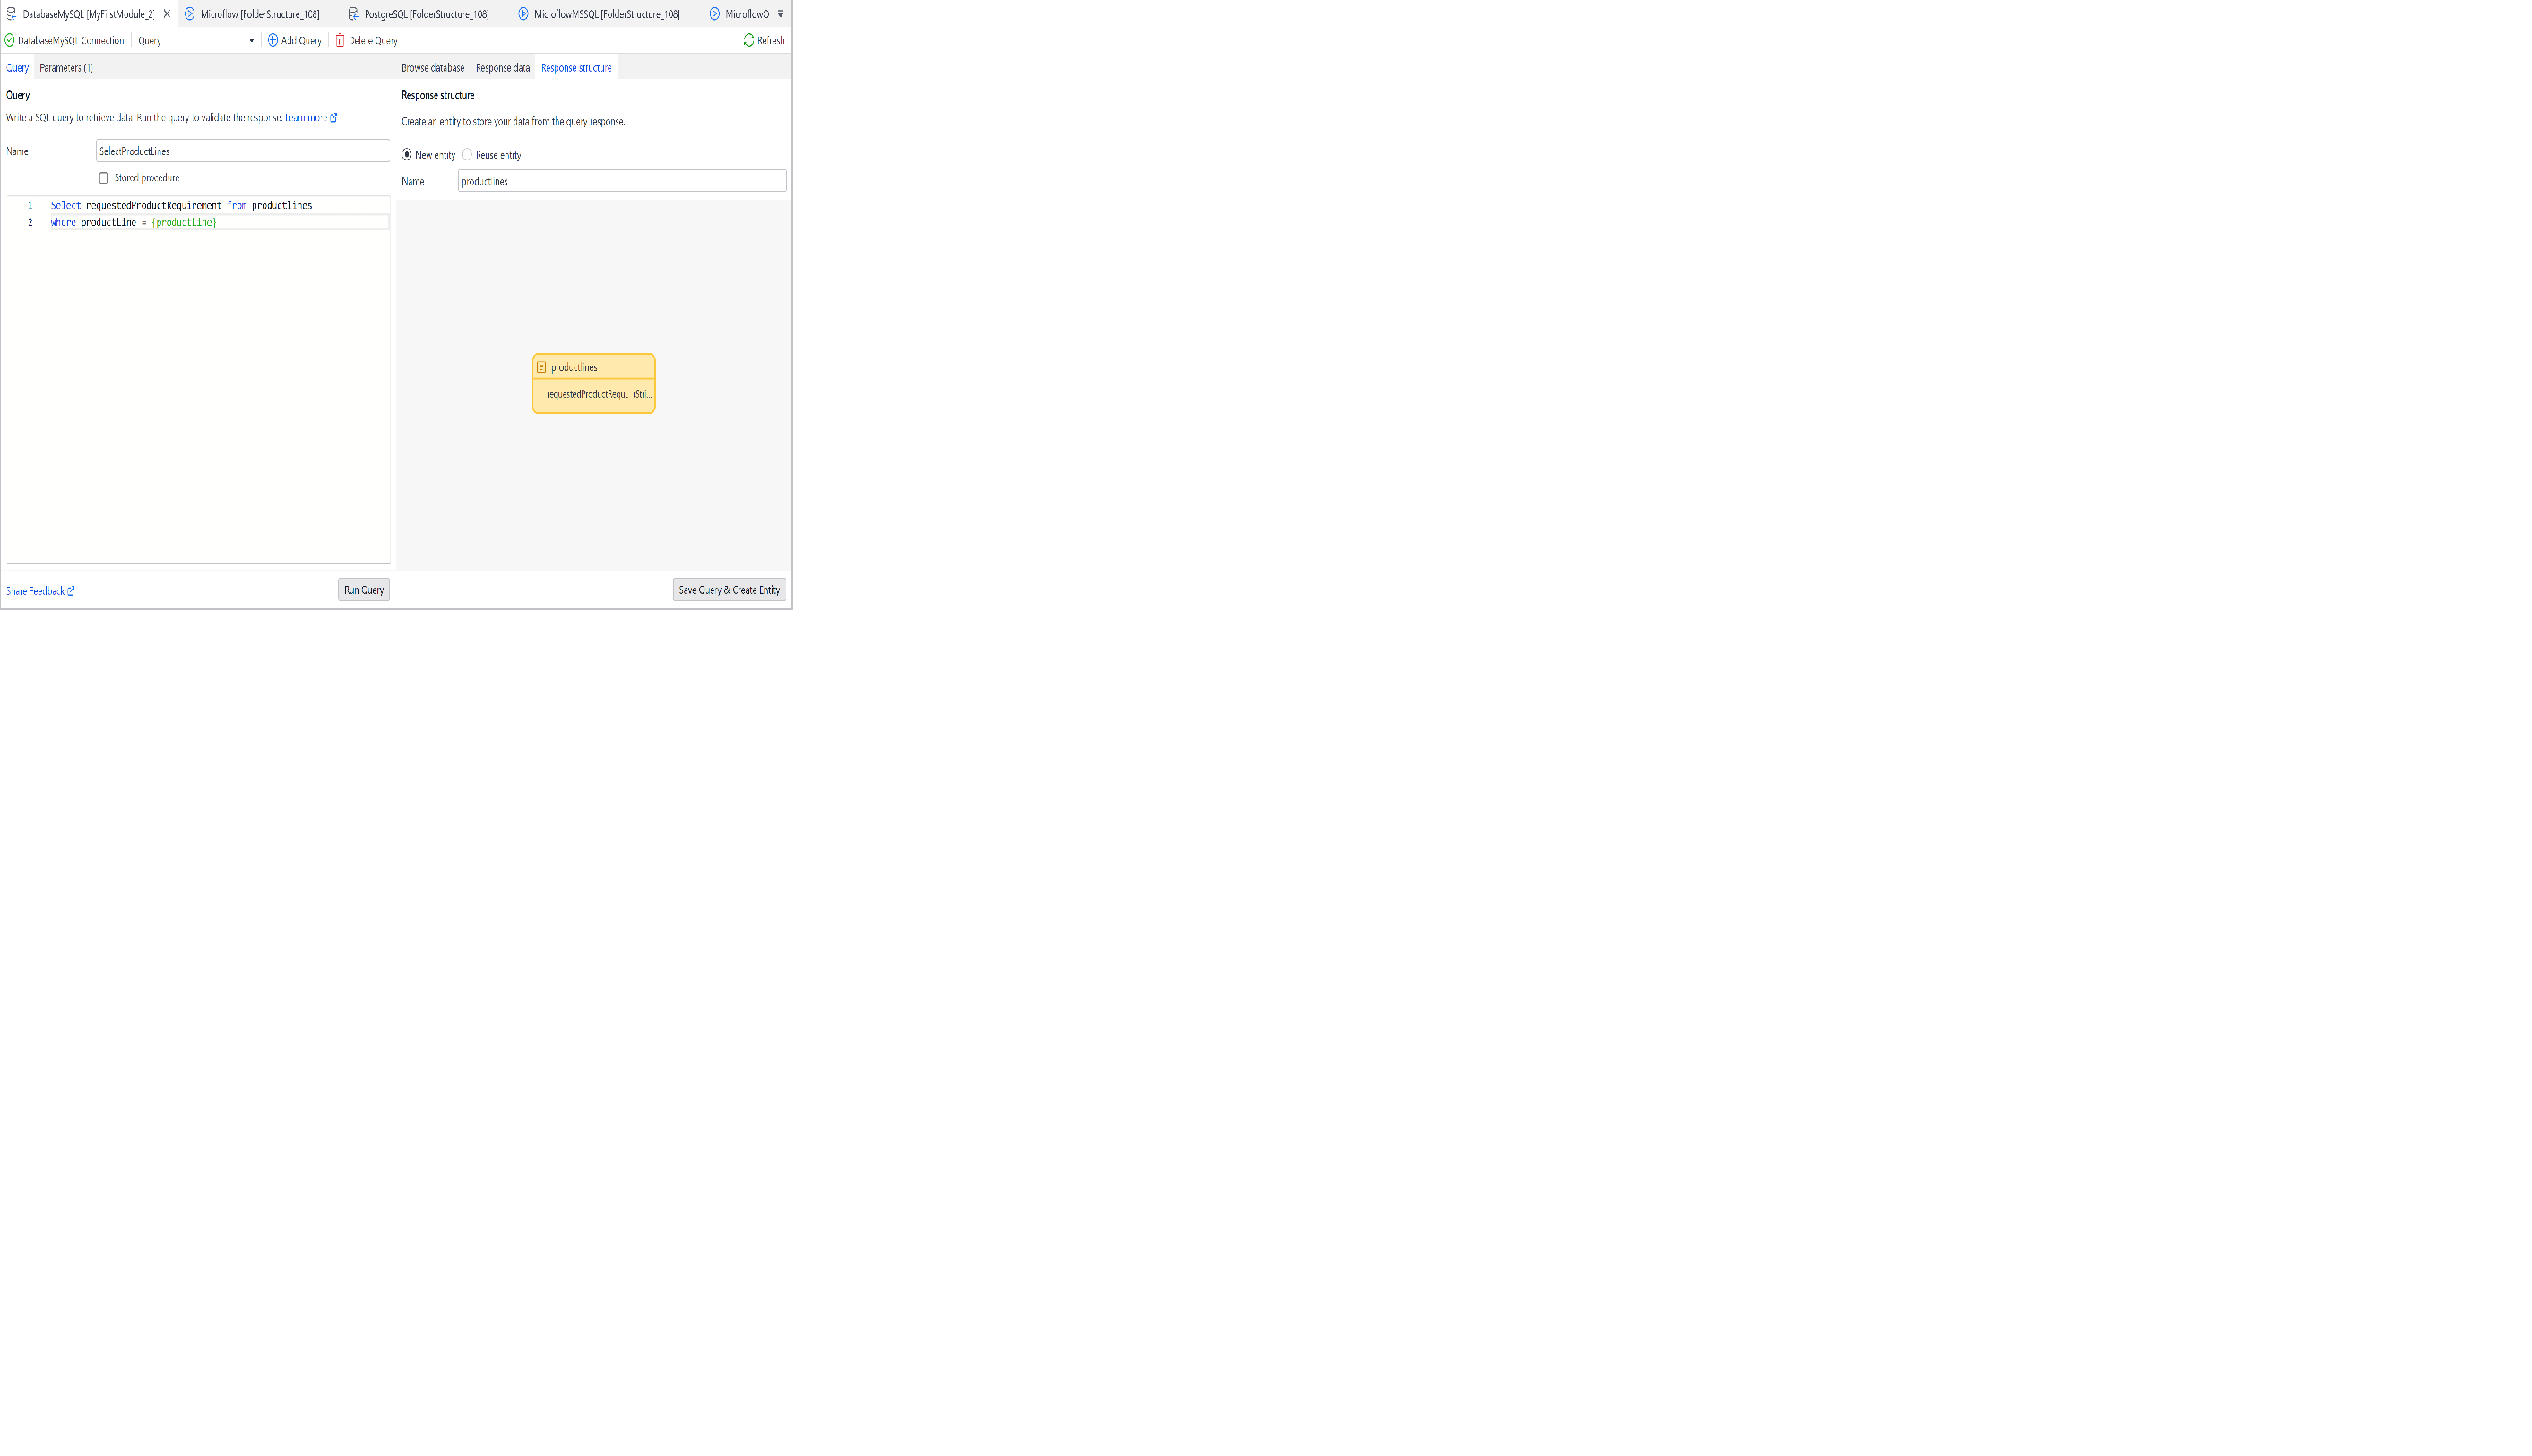 DatabaseMySQL [MyFirstModule_2]
Microflow [FolderStructure_108]
PostgreSQL [FolderStructure_108]
MicroflowMSSQL [FolderStructure_108]
MicroflowO
DatabaseMySQL Connection
Query
Add Query
Delete Query
Refresh
Query
Parameters (1)
Browse database
Response data
Response structure
Query
Write a SQL query to retrieve data. Run the query to validate the response. Learn more
Name
SelectProductLines
Stored procedure
1 Select requestedProductRequirement from productlines
2 where productLine = {productLine}
Response structure
Create an entity to store your data from the query response.
New entity
Reuse entity
Name
productlines
productlines
requestedProductRequ... (Stri...
Share Feedback
Run Query
Save Query & Create Entity